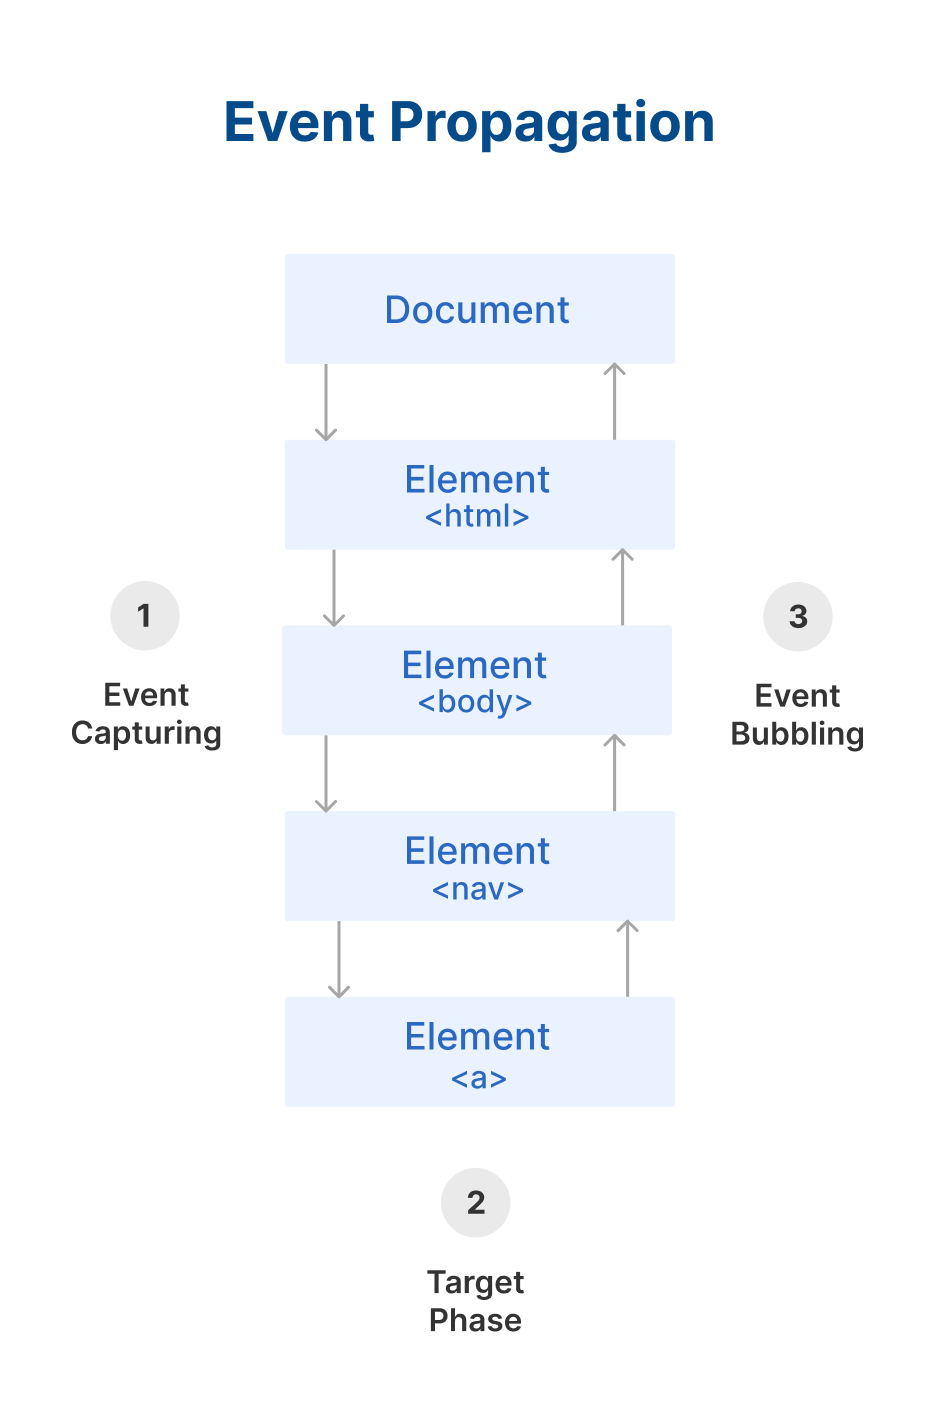 Event Propagation
Document
Element
<html>
Element
<body>
1
Event
Capturing
3
Event
Bubbling
Element
<nav>
Element
<a>
2
Target
Phase